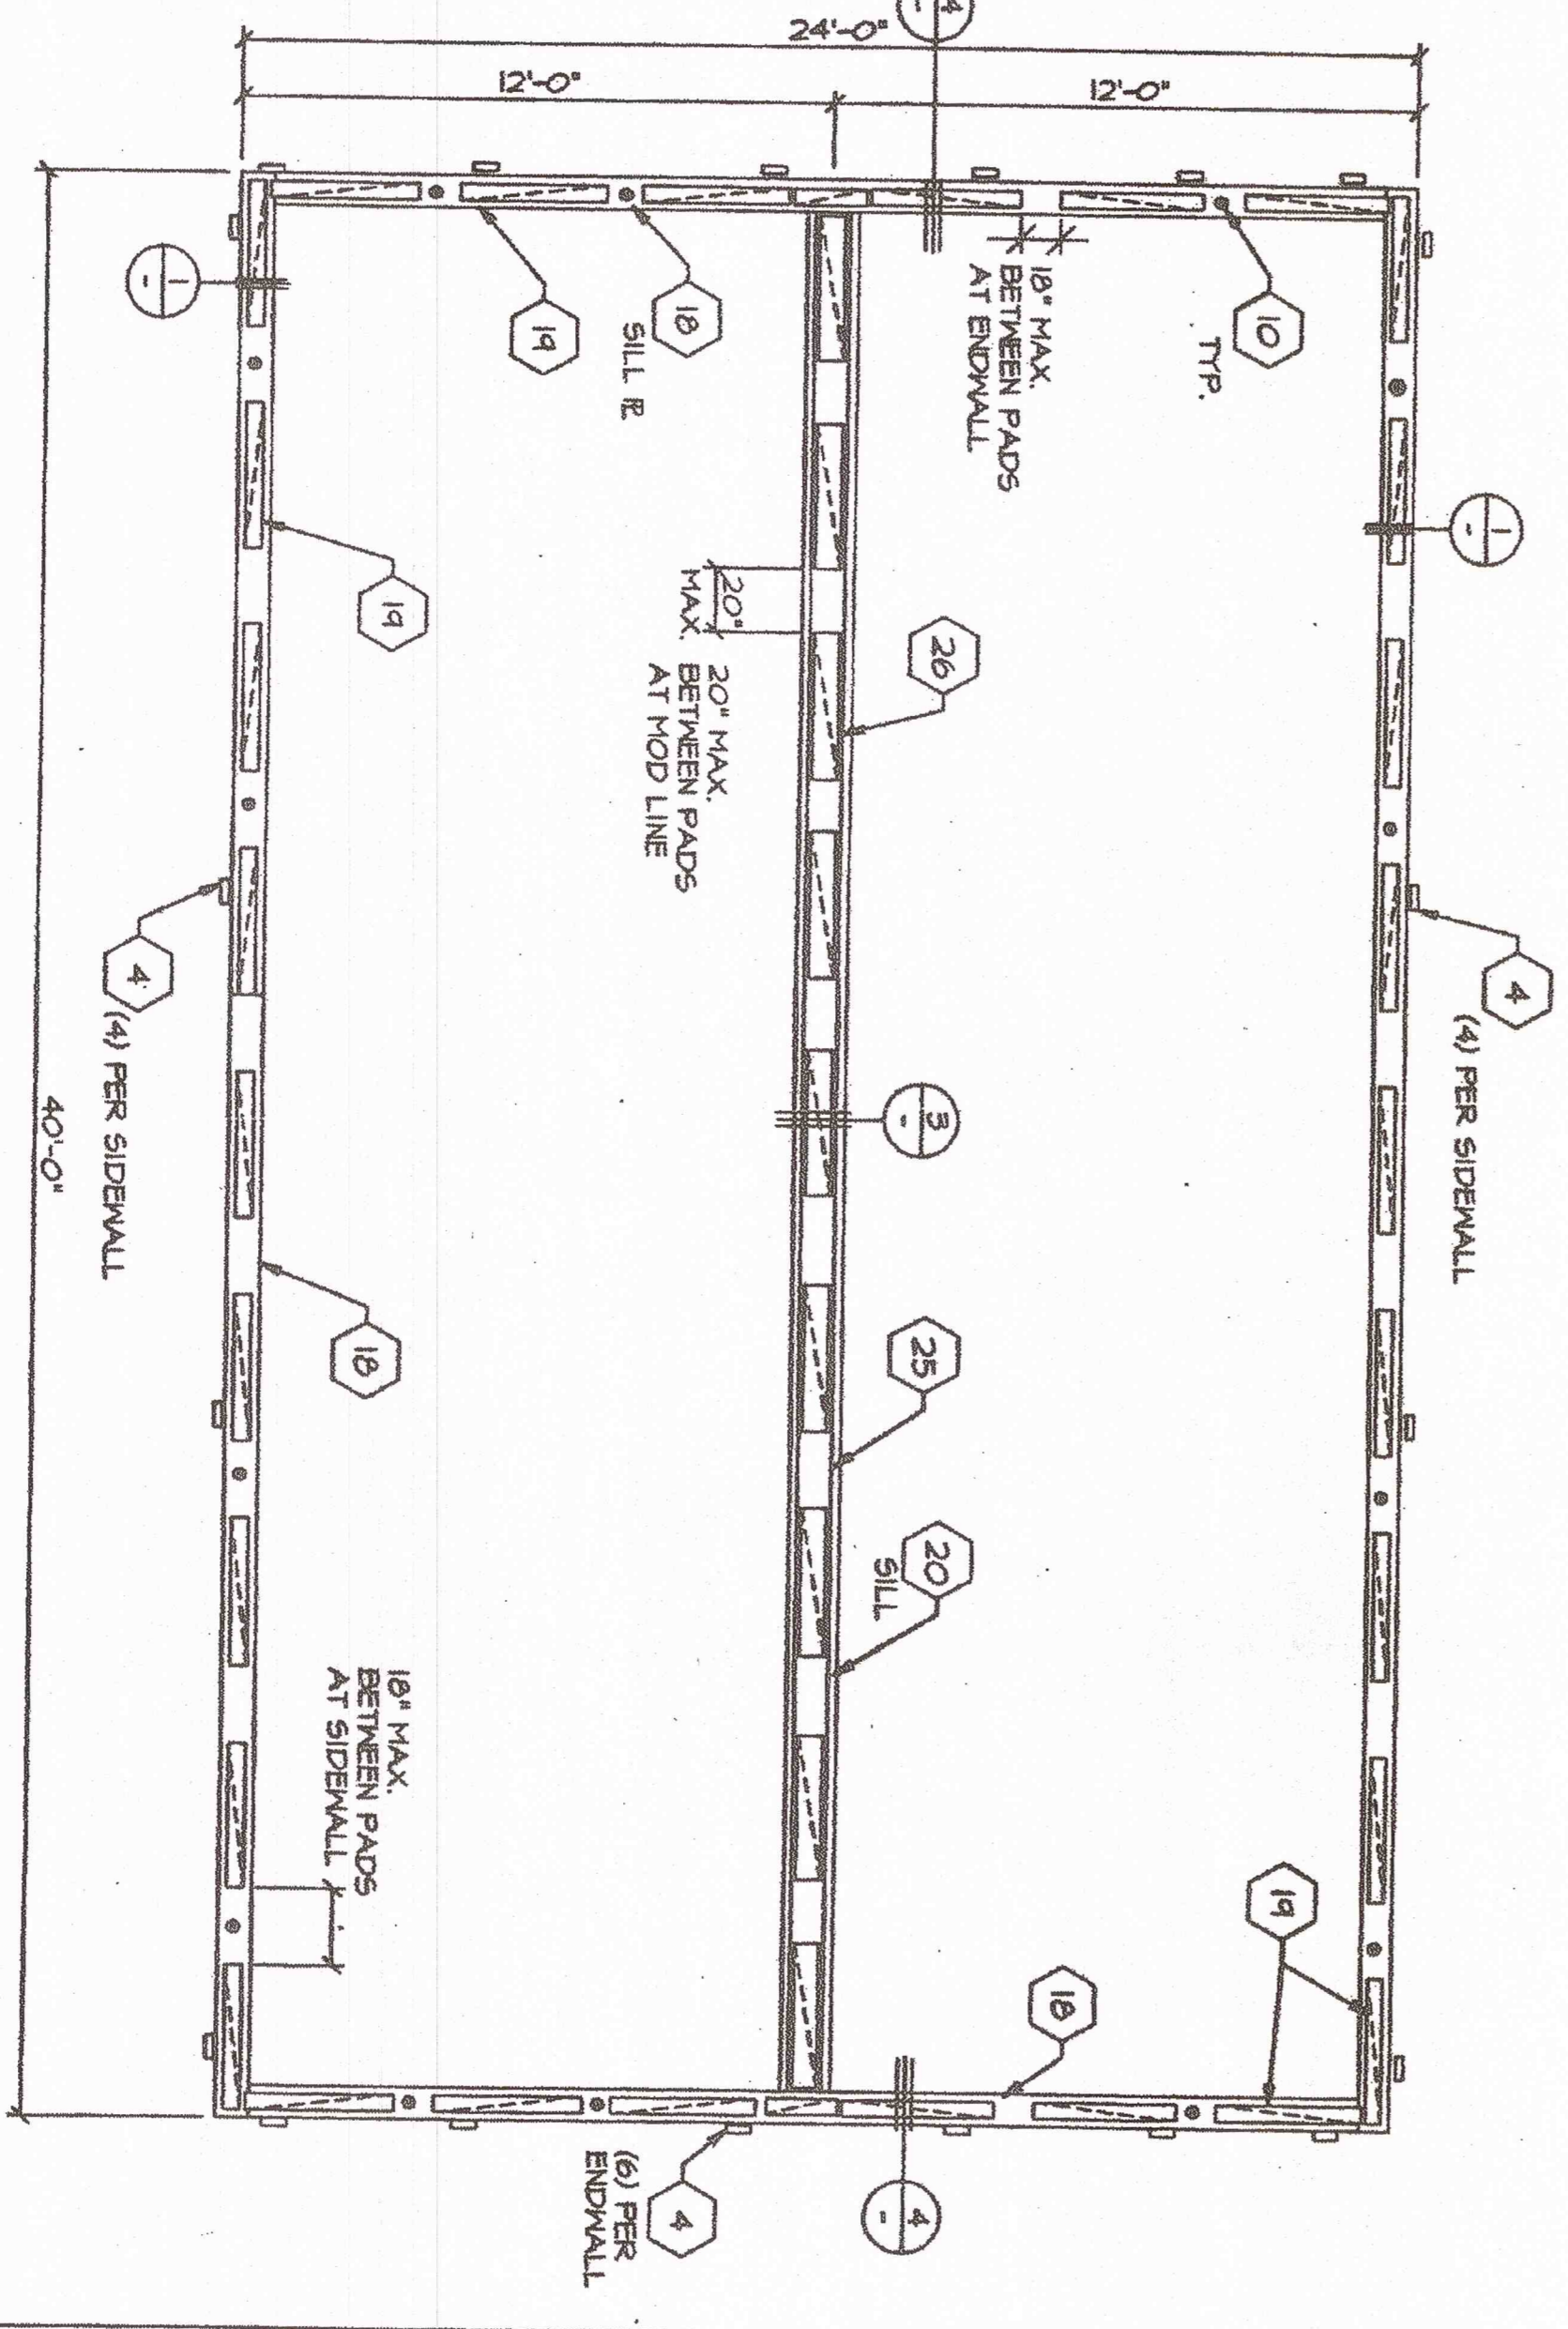 24'-0"
12'-0"
12'-0"
4
-
10
TYP.
18" MAX.
BETWEEN PADS
AT ENDWALL
18
SILL PL
19
1
-
1
-
19
26
20"
MAX.
20" MAX.
BETWEEN PADS
AT MOD LINE
4
(4) PER SIDEWALL
4
(4) PER SIDEWALL
3
-
25
20
SILL
18
40'-0"
18" MAX.
BETWEEN PADS
AT SIDEWALL
19
18
4
-
4
(6) PER
ENDWALL